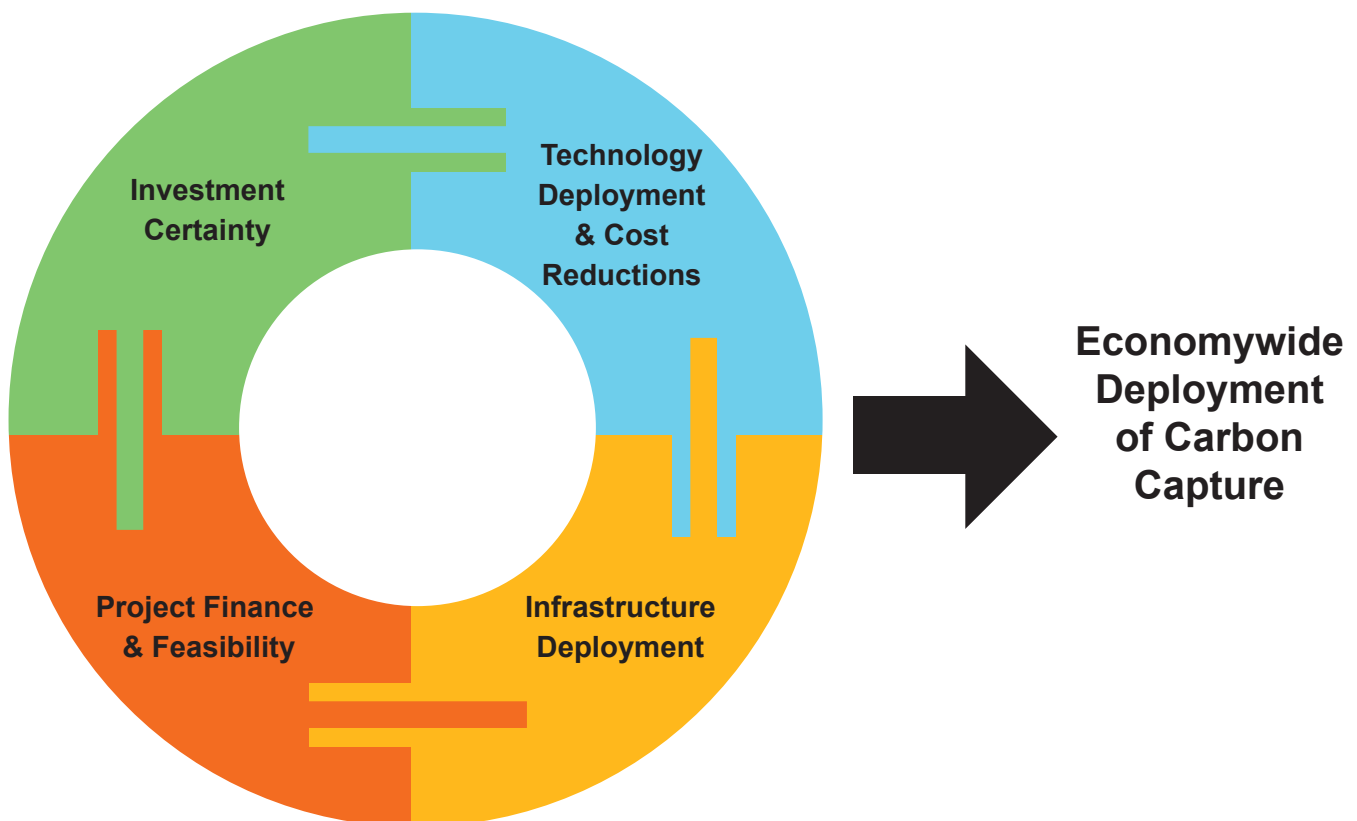 Investment
Certainty
Technology
Deployment
& Cost
Reductions
Project Finance
& Feasibility
Infrastructure
Deployment
Economywide
Deployment
of Carbon
Capture